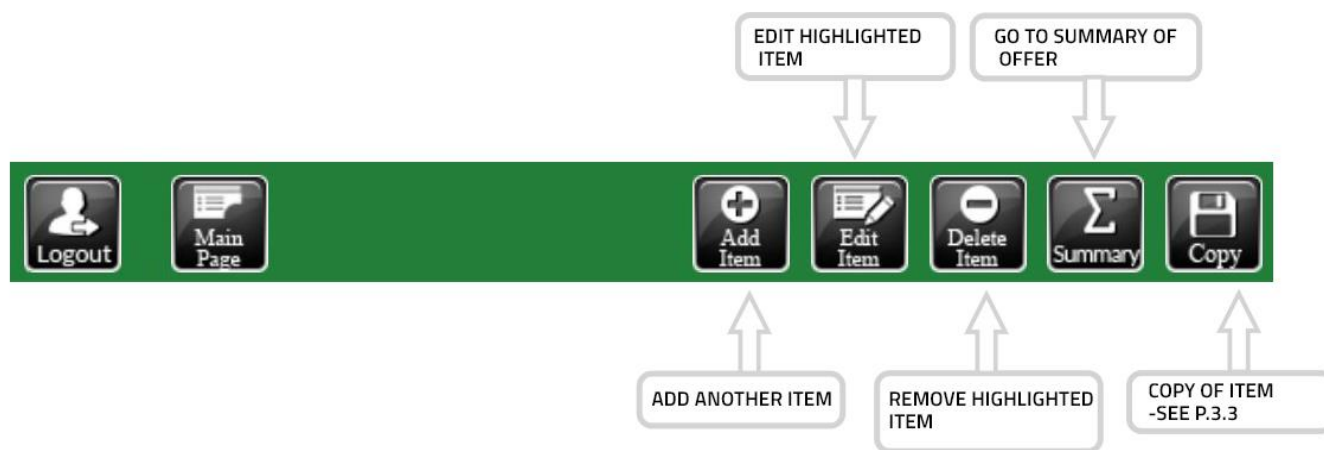 EDIT HIGHLIGHTED
ITEM
GO TO SUMMARY OF
OFFER
Logout
Main
Page
Add
Item
Edit
Item
Delete
Item
Σ
Summary
Copy
ADD ANOTHER ITEM
REMOVE HIGHLIGHTED
ITEM
COPY OF ITEM
-SEE P.3.3